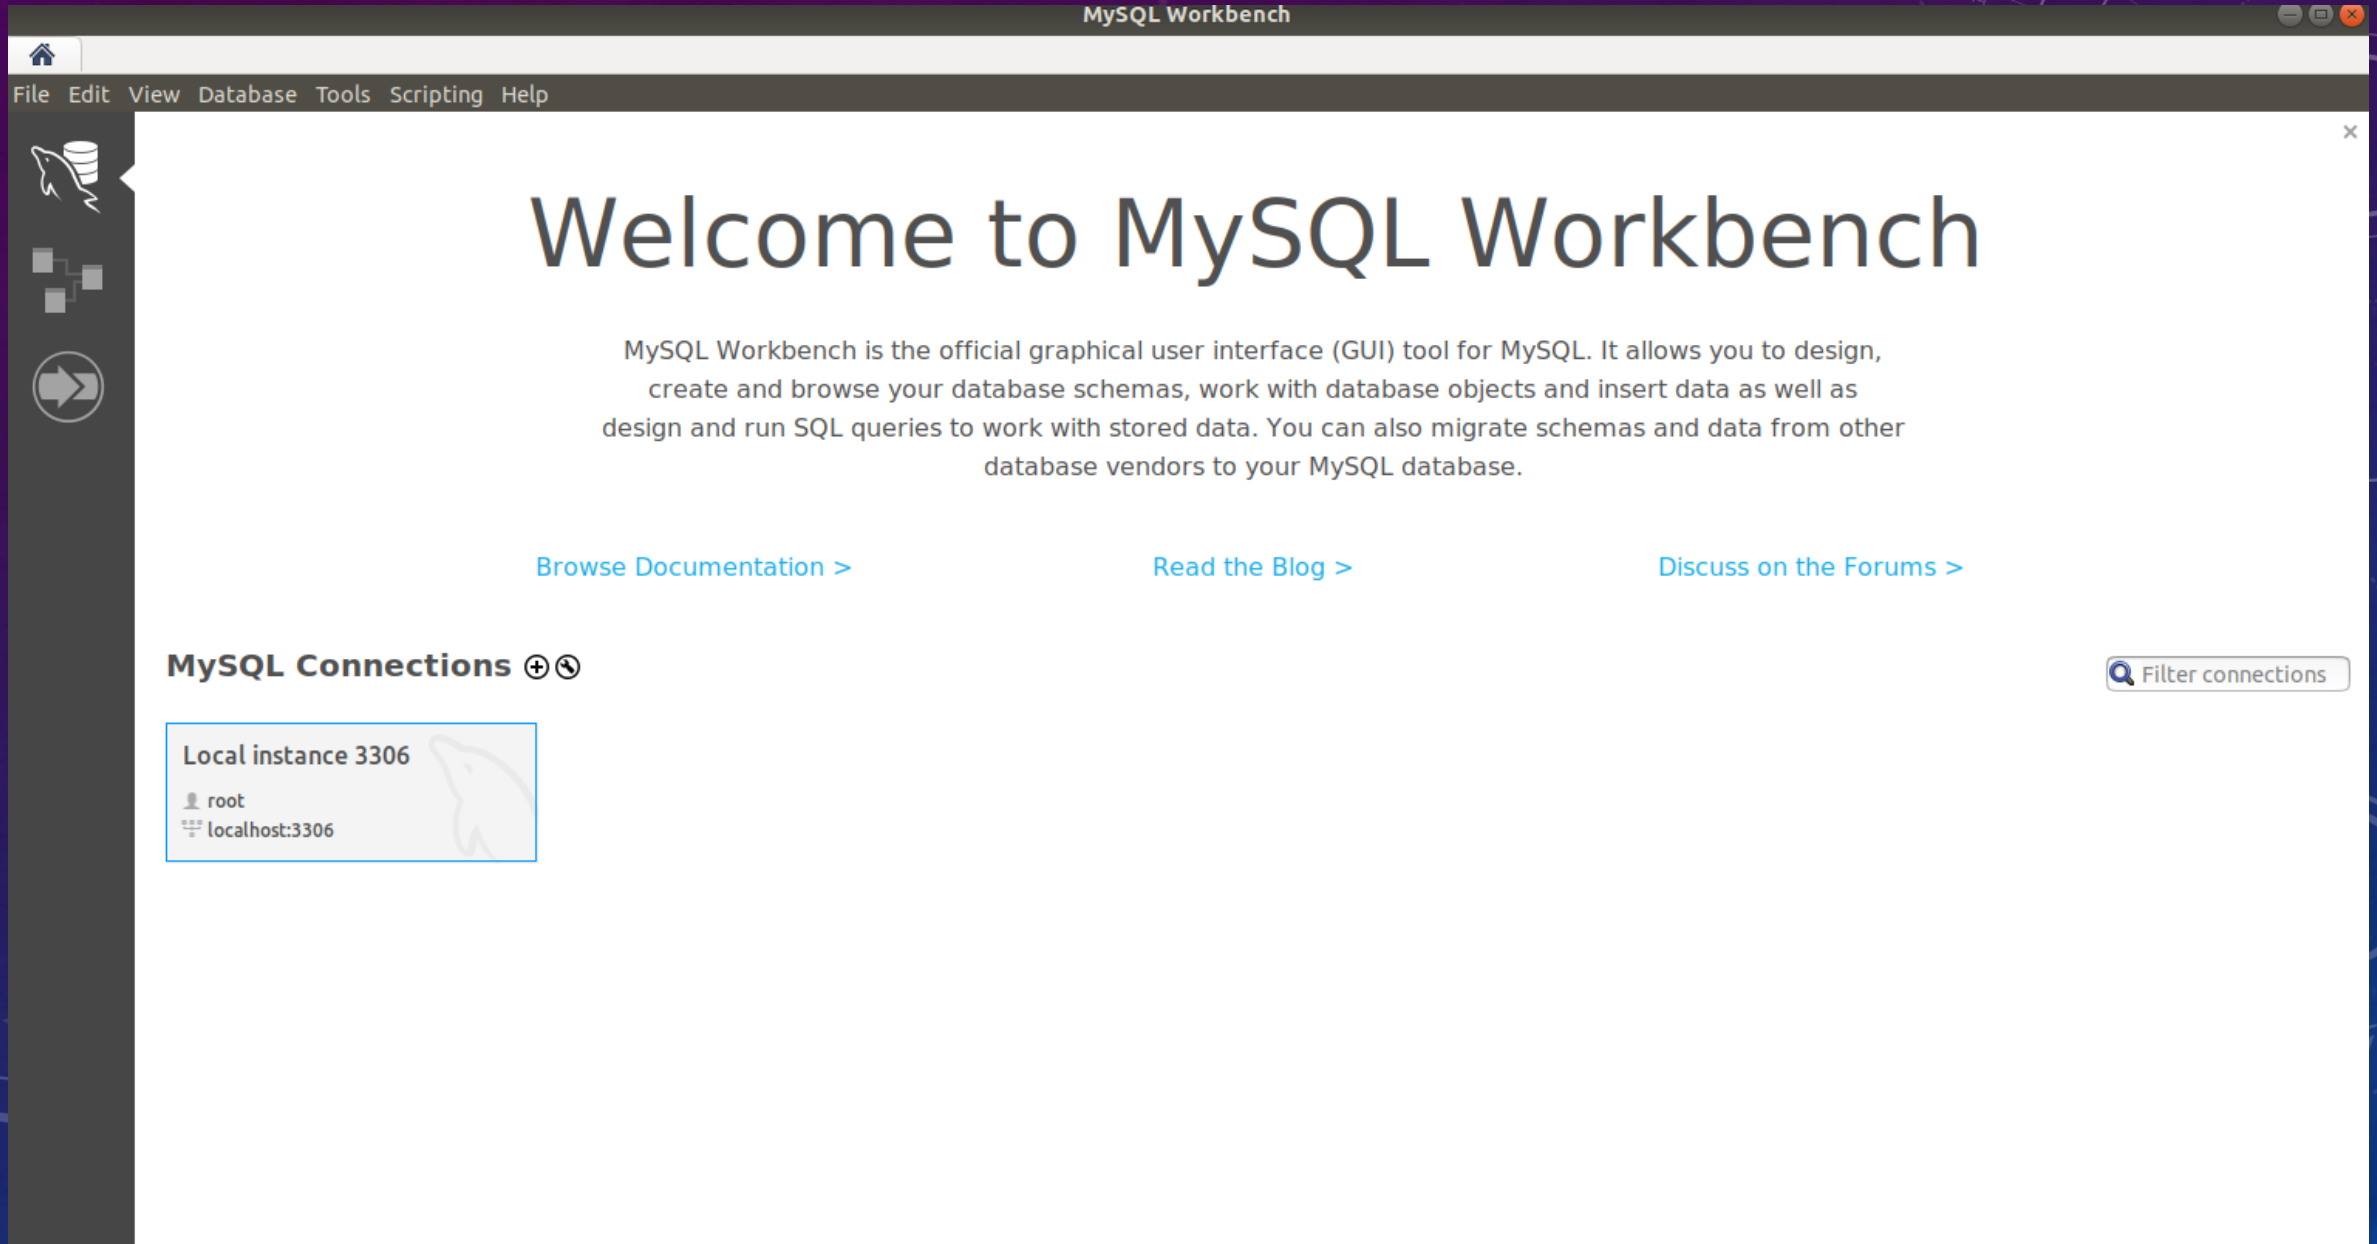 MySQL Workbench
File Edit View Database Tools Scripting Help
Welcome to MySQL Workbench
MySQL Workbench is the official graphical user interface (GUI) tool for MySQL. It allows you to design,
create and browse your database schemas, work with database objects and insert data as well as
design and run SQL queries to work with stored data. You can also migrate schemas and data from other
database vendors to your MySQL database.
Browse Documentation > Read the Blog > Discuss on the Forums >
MySQL Connections
Filter connections
Local instance 3306
root
localhost:3306